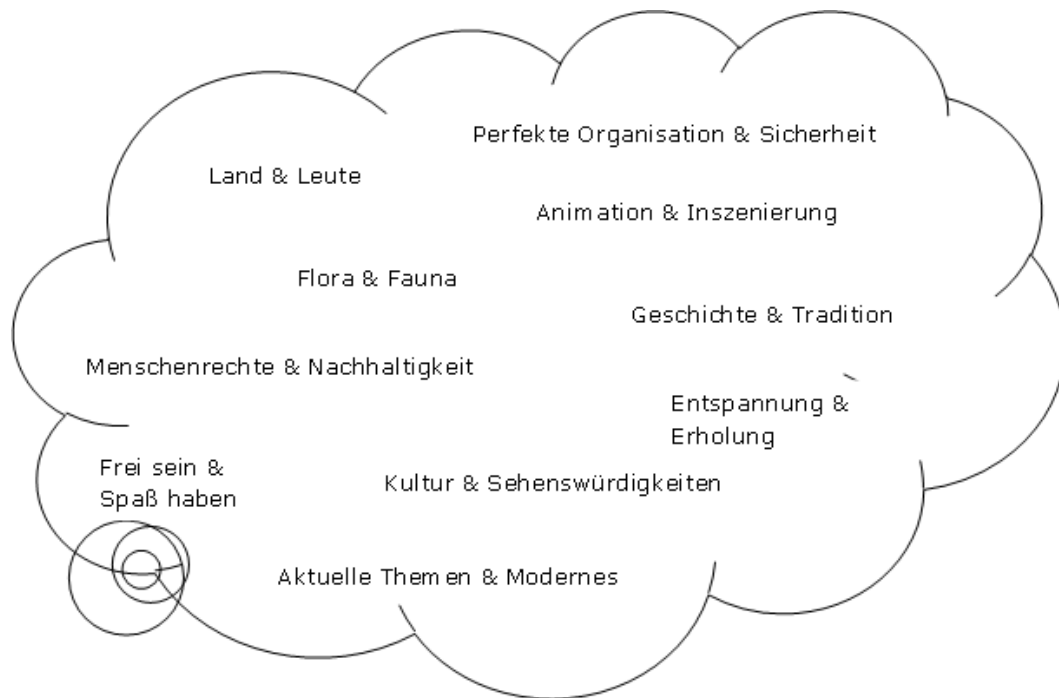 Perfekte Organisation & Sicherheit
Land & Leute
Animation & Inszenierung
Flora & Fauna
Geschichte & Tradition
Menschenrechte & Nachhaltigkeit
Entspannung &
Erholung
Frei sein &
Spaß haben
Kultur & Sehenswürdigkeiten
Aktuelle Themen & Modernes